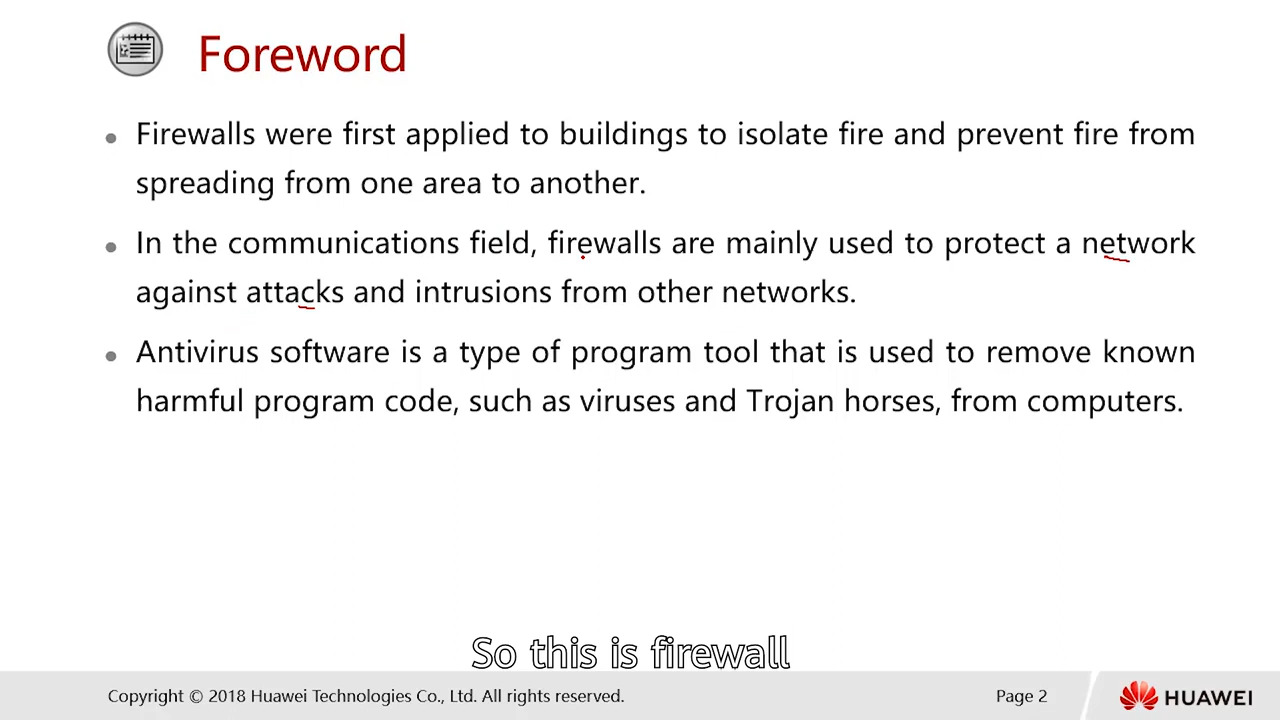 Foreword
Firewalls were first applied to buildings to isolate fire and prevent fire from
spreading from one area to another.
In the communications field, firewalls are mainly used to protect a network
against attacks and intrusions from other networks.
Antivirus software is a type of program tool that is used to remove known
harmful program code, such as viruses and Trojan horses, from computers.
So this is firewall
Copyright © 2018 Huawei Technologies Co., Ltd. All rights reserved.
Page 2
HUAWEI